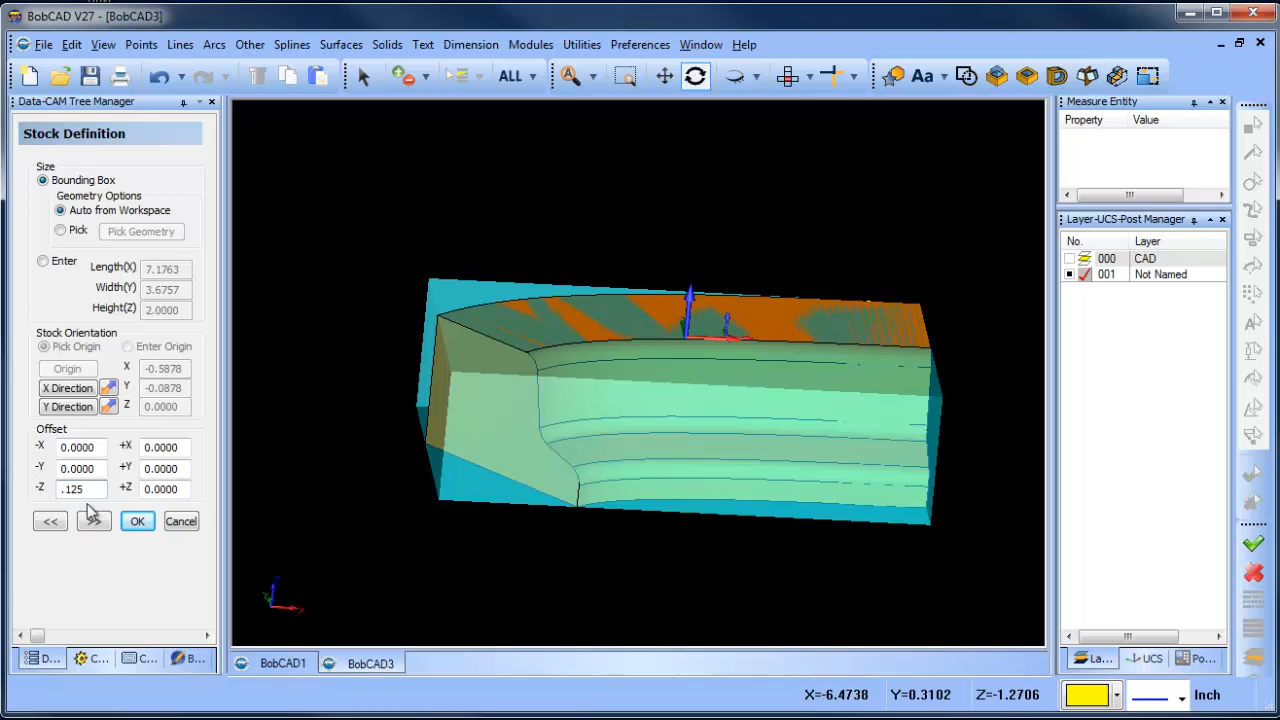 BobCAD V27 - [BobCAD3]
File Edit View Points Lines Arcs Other Splines Surfaces Solids Text Dimension Modules Utilities Preferences Window Help
ALL
Aa
Data-CAM Tree Manager
Stock Definition
Size
Bounding Box
Geometry Options
Auto from Workspace
Pick Pick Geometry
Enter
Length(X) 7.1763
Width(Y) 3.6757
Height(Z) 2.0000
Stock Orientation
Pick Origin Enter Origin
Origin X -0.5878
X Direction Y -0.0878
Y Direction Z 0.0000
Offset
-X 0.0000 +X 0.0000
-Y 0.0000 +Y 0.0000
-Z .125 +Z 0.0000
<< >> OK Cancel
D... C... C... B...
BobCAD1 BobCAD3
Measure Entity
Property Value
Layer-UCS-Post Manager
No. Layer
000 CAD
001 Not Named
La... UCS Po...
X=-6.4738 Y=0.3102 Z=-1.2706 Inch